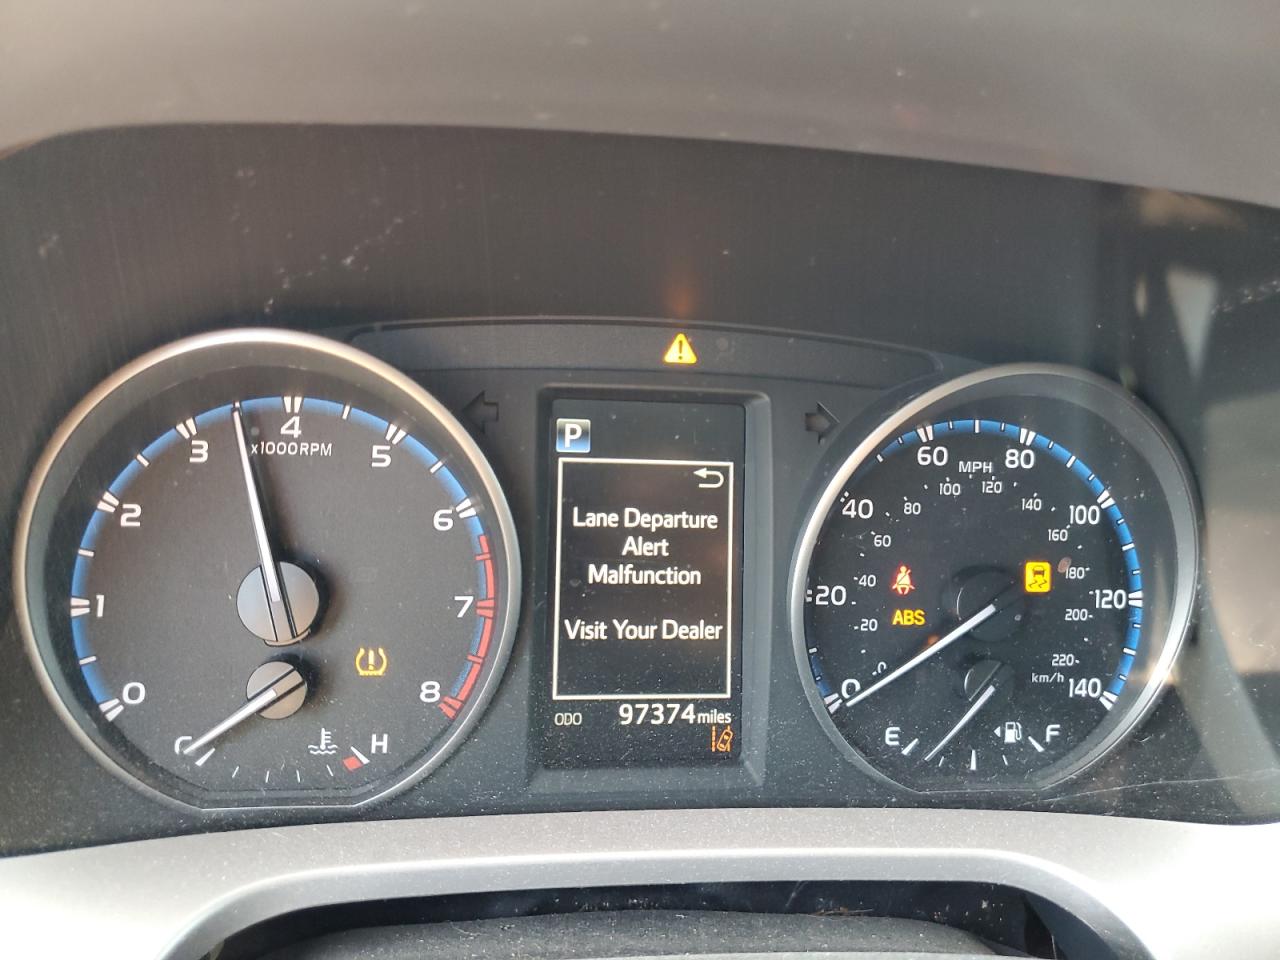 P
Lane Departure
Alert
Malfunction
Visit Your Dealer
ODO 97374 miles
0 1 2 3 4 5 6 7 8
x1000RPM
C H
0 20 40 60 80 100 120 140
MPH
0 20 40 60 80 100 120 140 160 180 200 220
km/h
ABS
E F